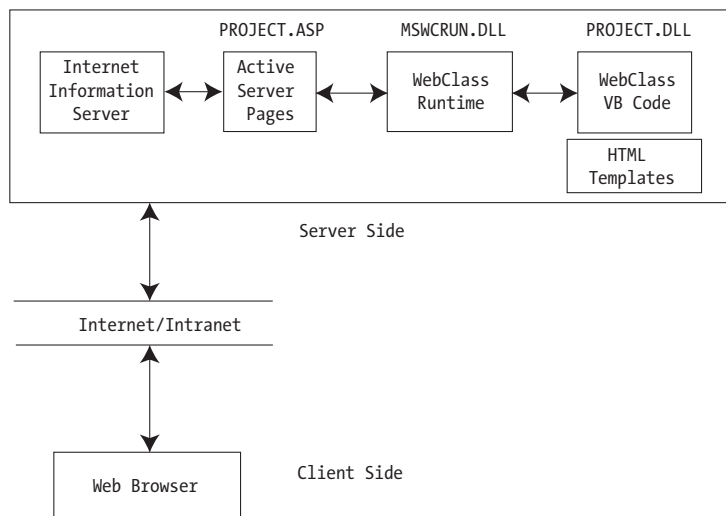 PROJECT.ASP
MSWCRUN.DLL
PROJECT.DLL
Internet
Information
Server
Active
Server
Pages
WebClass
Runtime
WebClass
VB Code
HTML
Templates
Server Side
Internet/Intranet
Client Side
Web Browser